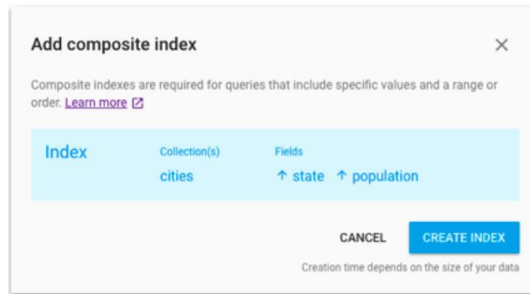 Add composite index
Composite indexes are required for queries that include specific values and a range or
order. Learn more
Index
Collection(s)
cities
Fields
↑ state ↑ population
CANCEL
CREATE INDEX
Creation time depends on the size of your data